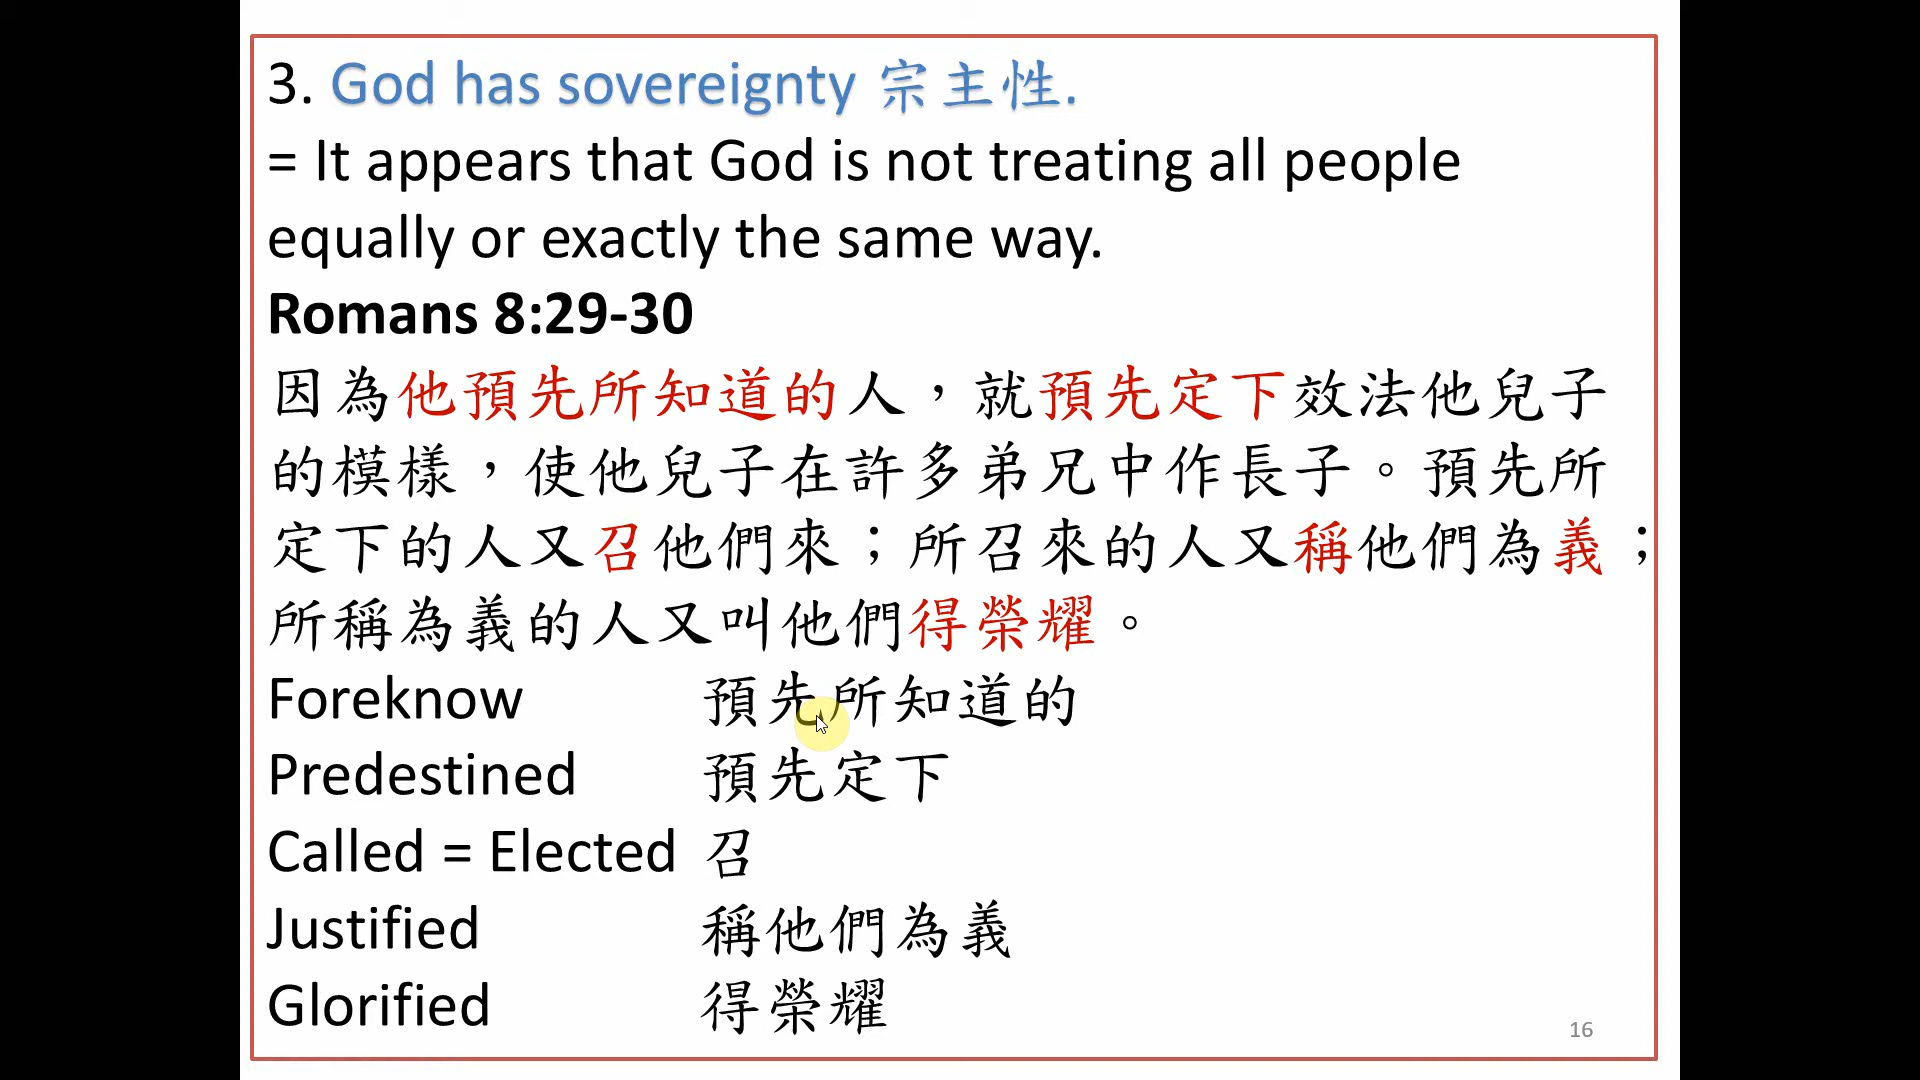 3. God has sovereignty 宗主性.
= It appears that God is not treating all people
equally or exactly the same way.
Romans 8:29-30
因為他預先所知道的人，就預先定下效法他兒子
的模樣，使他兒子在許多弟兄中作長子。預先所
定下的人又召他們來；所召來的人又稱他們為義；
所稱為義的人又叫他們得榮耀。
Foreknow 預先所知道的
Predestined 預先定下
Called = Elected 召
Justified 稱他們為義
Glorified 得榮耀
16